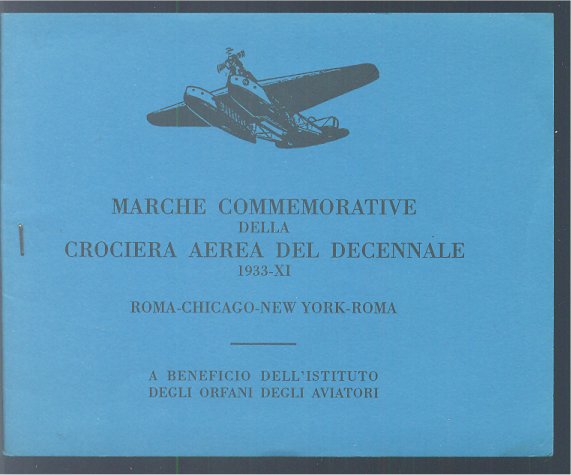 MARCHE COMMEMORATIVE
DELLA
CROCIERA AEREA DEL DECENNALE
1933-XI
ROMA-CHICAGO-NEW YORK-ROMA
A BENEFICIO DELL'ISTITUTO
DEGLI ORFANI DEGLI AVIATORI